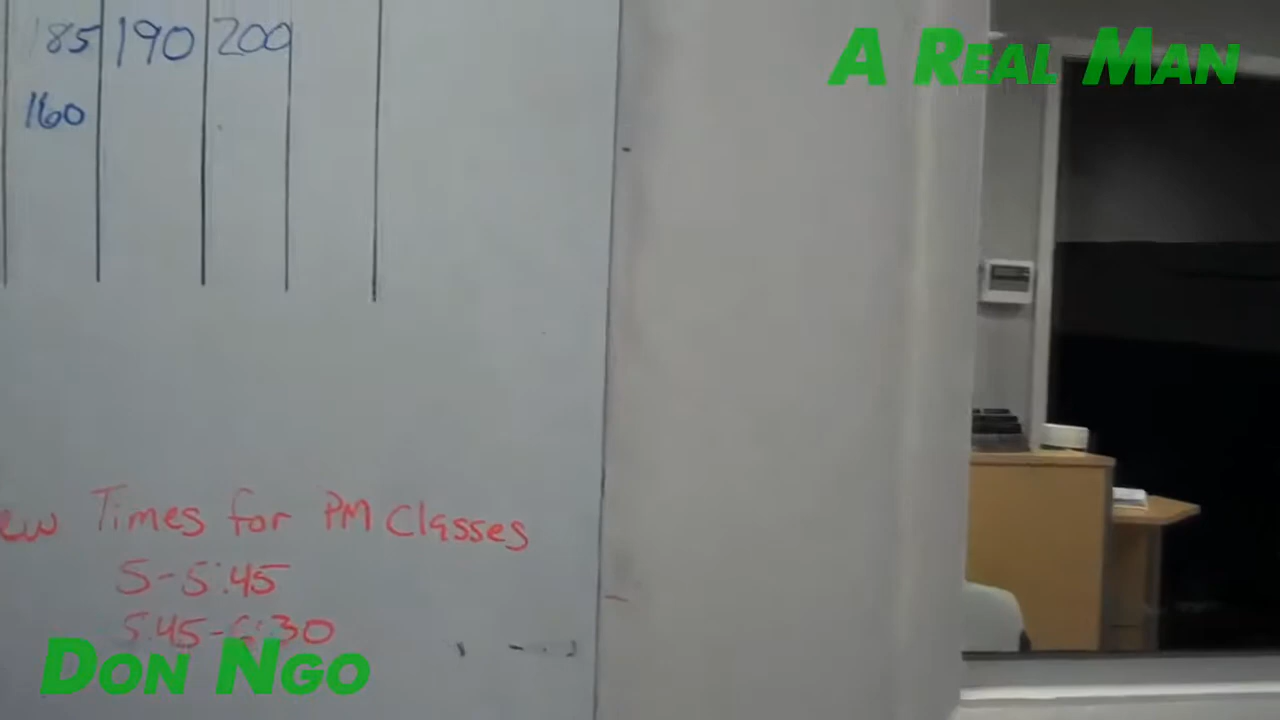 A REAL MAN
185 190 200
160
ew Times for PM Classes
5-5:45
5:45-6:30
DON NGO